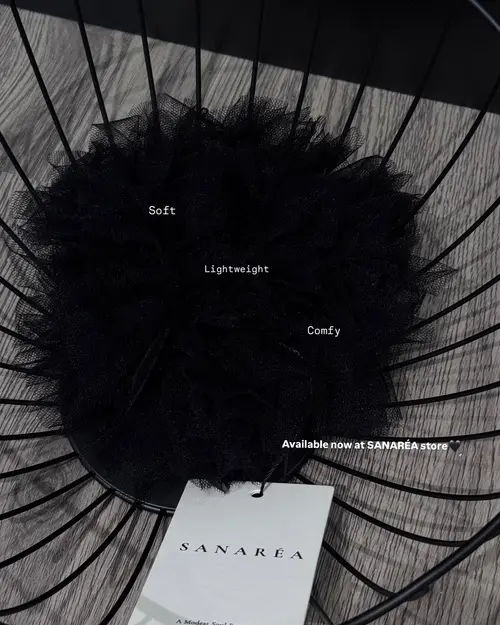 Soft
Lightweight
Comfy
Available now at SANARÉA store🖤
SANARÉA
A Modest Soul